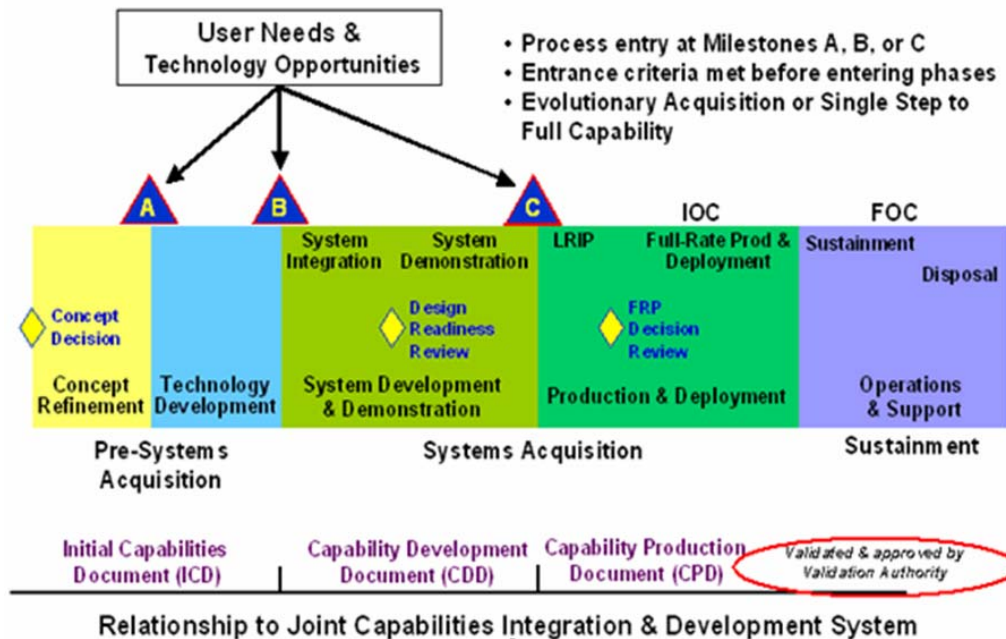 User Needs &
Technology Opportunities
• Process entry at Milestones A, B, or C
• Entrance criteria met before entering phases
• Evolutionary Acquisition or Single Step to
Full Capability
A
B
C
IOC
FOC
System
Integration
System
Demonstration
LRIP
Full-Rate Prod &
Deployment
Sustainment
Disposal
Concept
Decision
Design
Readiness
Review
FRP
Decision
Review
Concept
Refinement
Technology
Development
System Development
& Demonstration
Production & Deployment
Operations
& Support
Pre-Systems
Acquisition
Systems Acquisition
Sustainment
Initial Capabilities
Document (ICD)
Capability Development
Document (CDD)
Capability Production
Document (CPD)
Validated & approved by
Validation Authority
Relationship to Joint Capabilities Integration & Development System